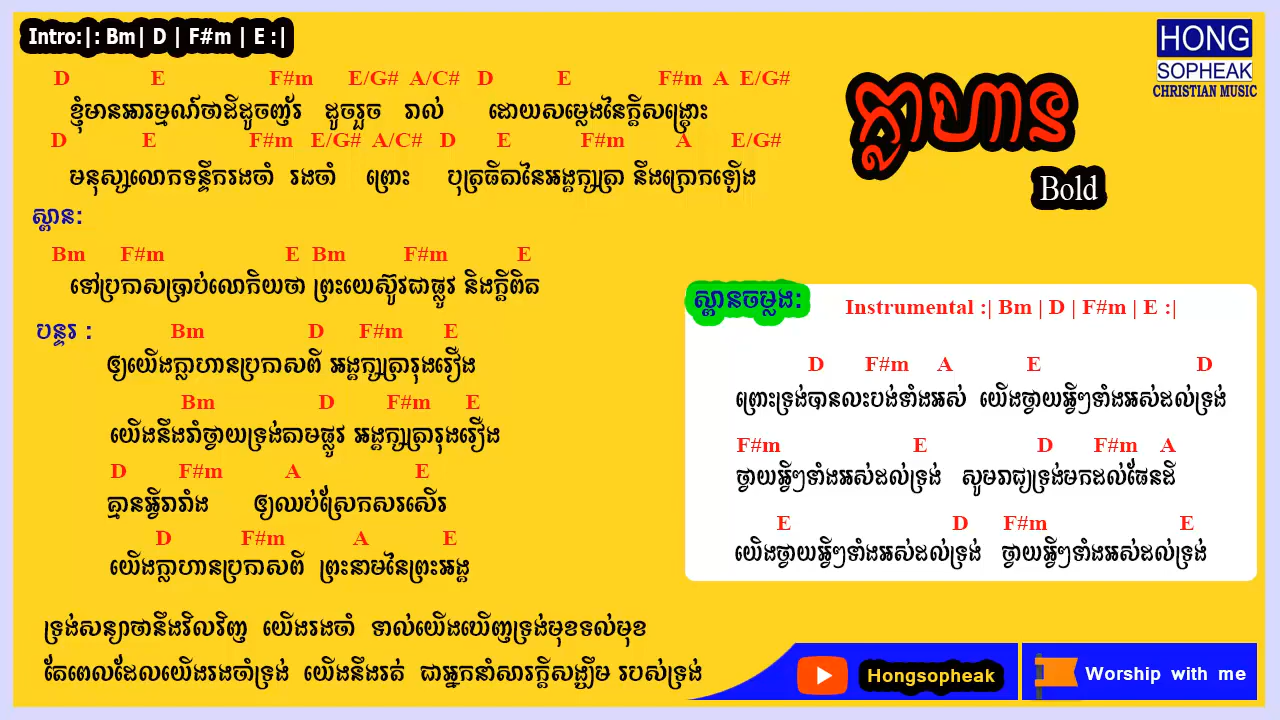 Intro:|: Bm| D | F#m | E :|
HONG
SOPHEAK
CHRISTIAN MUSIC
ក្លាហាន
Bold
D E F#m E/G# A/C# D E F#m A E/G#
ខ្ញុំមានអារម្មណ៍ថាដីដូចញ័រ ដូចរួច រាល់ ដោយសម្លេងនៃក្តីសង្គ្រោះ
D E F#m E/G# A/C# D E F#m A E/G#
មនុស្សលោកទន្ទឹករងចាំ រងចាំ ព្រោះ បុត្រធីតានៃអង្គក្សត្រា នឹងក្រោកឡើង
ស្ពាន:
Bm F#m E Bm F#m E
ទៅប្រកាសប្រាប់លោកិយថា ព្រះយេស៊ូវជាផ្លូវ និងក្តីពិត
បន្ទរ :
Bm D F#m E
ឲ្យយើងក្លាហានប្រកាសពី អង្គក្សត្រារុងរឿង
Bm D F#m E
យើងនឹងរាំថ្វាយទ្រង់តាមផ្លូវ អង្គក្សត្រារុងរឿង
D F#m A E
គ្មានអ្វីរារាំង ឲ្យឈប់ស្រែកសរសើរ
D F#m A E
យើងក្លាហានប្រកាសពី ព្រះនាមនៃព្រះអង្គ
ទ្រង់សន្យាថានឹងវិលវិញ យើងរងចាំ ទាល់យើងឃើញទ្រង់មុខទល់មុខ
តែពេលដែលយើងរងចាំទ្រង់ យើងនឹងរត់ ជាអ្នកនាំសារក្តីសង្ឃឹម របស់ទ្រង់
ស្ពានចម្លង:
Instrumental :| Bm | D | F#m | E :|
D F#m A E D
ព្រោះទ្រង់បានលះបង់ទាំងអស់ យើងថ្វាយអ្វីៗទាំងអស់ដល់ទ្រង់
F#m E D F#m A
ថ្វាយអ្វីៗទាំងអស់ដល់ទ្រង់ សូមរាជ្យទ្រង់មកដល់ផែនដី
E D F#m E
យើងថ្វាយអ្វីៗទាំងអស់ដល់ទ្រង់ ថ្វាយអ្វីៗទាំងអស់ដល់ទ្រង់
Hongsopheak
Worship with me